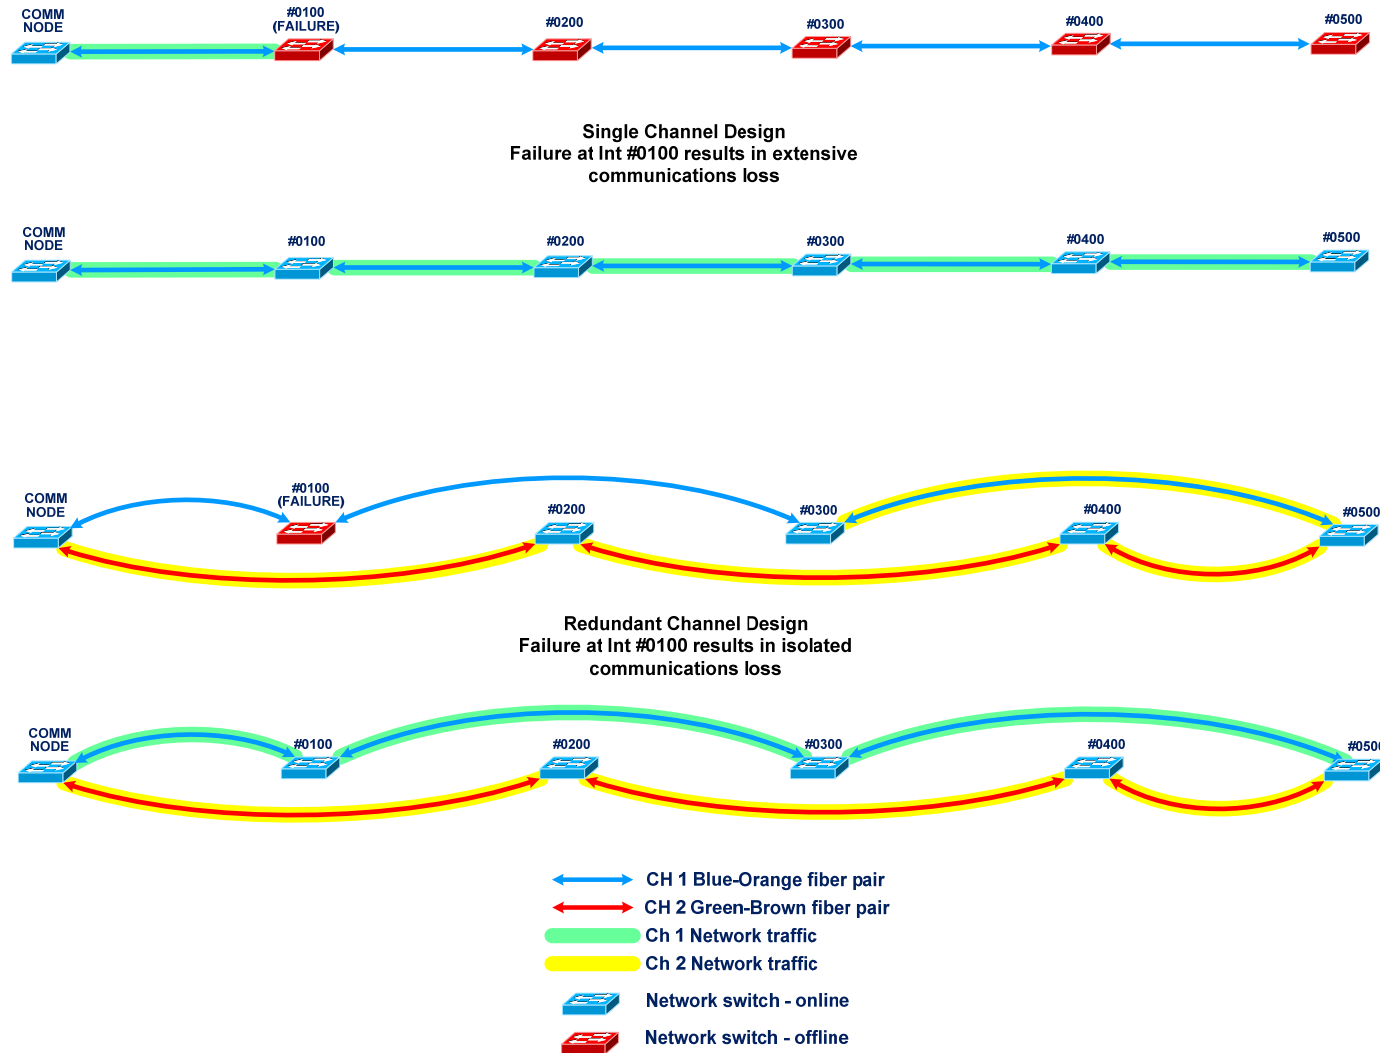 COMM
NODE
#0100
(FAILURE)
#0200
#0300
#0400
#0500
Single Channel Design
Failure at Int #0100 results in extensive
communications loss
COMM
NODE
#0100
#0200
#0300
#0400
#0500
COMM
NODE
#0100
(FAILURE)
#0200
#0300
#0400
#0500
Redundant Channel Design
Failure at Int #0100 results in isolated
communications loss
COMM
NODE
#0100
#0200
#0300
#0400
#0500
CH 1 Blue-Orange fiber pair
CH 2 Green-Brown fiber pair
Ch 1 Network traffic
Ch 2 Network traffic
Network switch - online
Network switch - offline